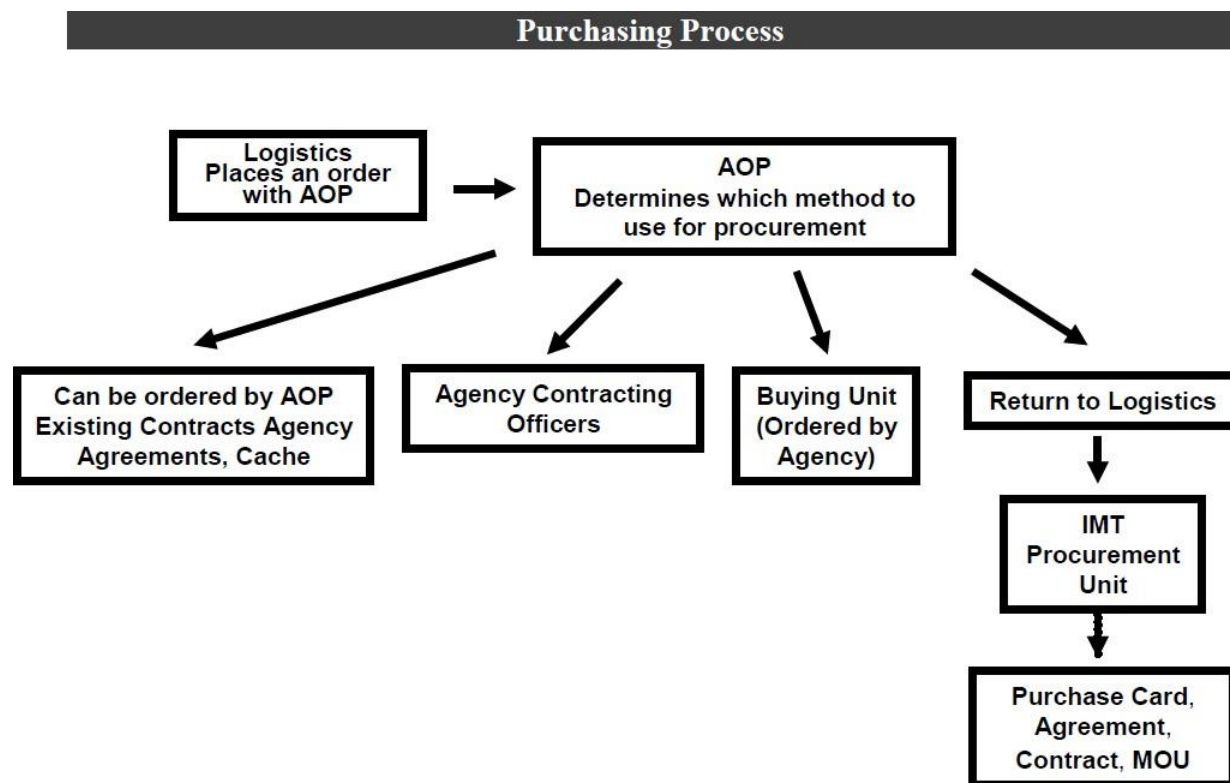 Purchasing Process
Logistics
Places an order
with AOP
AOP
Determines which method to
use for procurement
Can be ordered by AOP
Existing Contracts Agency
Agreements, Cache
Agency Contracting
Officers
Buying Unit
(Ordered by
Agency)
Return to Logistics
IMT
Procurement
Unit
Purchase Card,
Agreement,
Contract, MOU